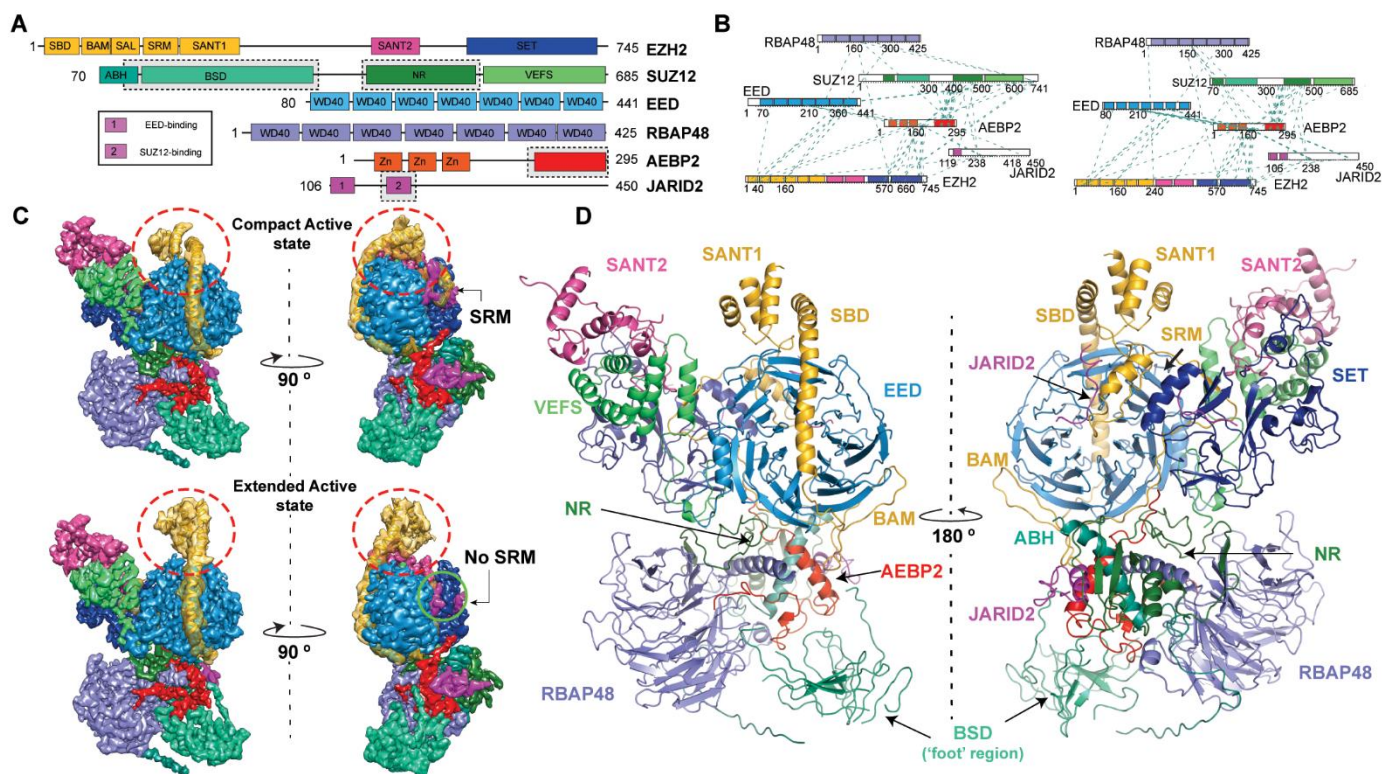 A
1 SBD BAM SAL SRM SANT1 SANT2 SET 745 EZH2
70 ABH BSD NR VEFS 685 SUZ12
80 WD40 WD40 WD40 WD40 WD40 WD40 WD40 441 EED
1 WD40 WD40 WD40 WD40 WD40 WD40 WD40 425 RBAP48
1 Zn Zn Zn 295 AEBP2
106 1 2 450 JARID2
1 EED-binding
2 SUZ12-binding
B
RBAP48
1 160 300 425
SUZ12
1 300 400 500 600 741
EED
1 70 210 360 441
AEBP2
1 160 295
119 238 418 450
JARID2
1 40 160 570 660 745
EZH2
RBAP48
1 150 300 425
SUZ12
70 300 500 685
EED
80 210 441
AEBP2
1 160 295
106 238 450
JARID2
1 160 240 570 745
EZH2
C
Compact Active
state
SRM
90 º
Extended Active
state
No SRM
90 º
D
SANT2
SANT1
SBD
EED
VEFS
NR
BAM
AEBP2
RBAP48
BSD
('foot' region)
180 º
SANT1
SANT2
SBD
SRM
JARID2
SET
BAM
ABH
NR
JARID2
RBAP48